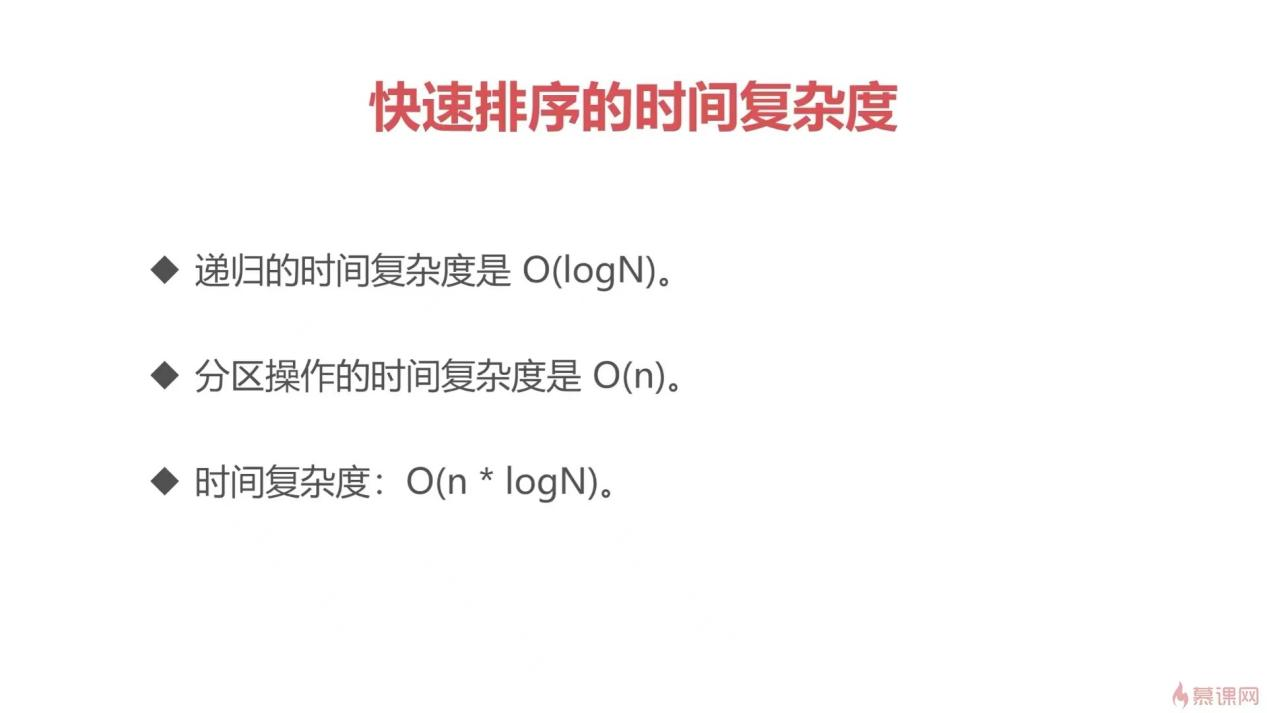 快速排序的时间复杂度
◆ 递归的时间复杂度是 O(logN)。
◆ 分区操作的时间复杂度是 O(n)。
◆ 时间复杂度：O(n * logN)。
慕课网